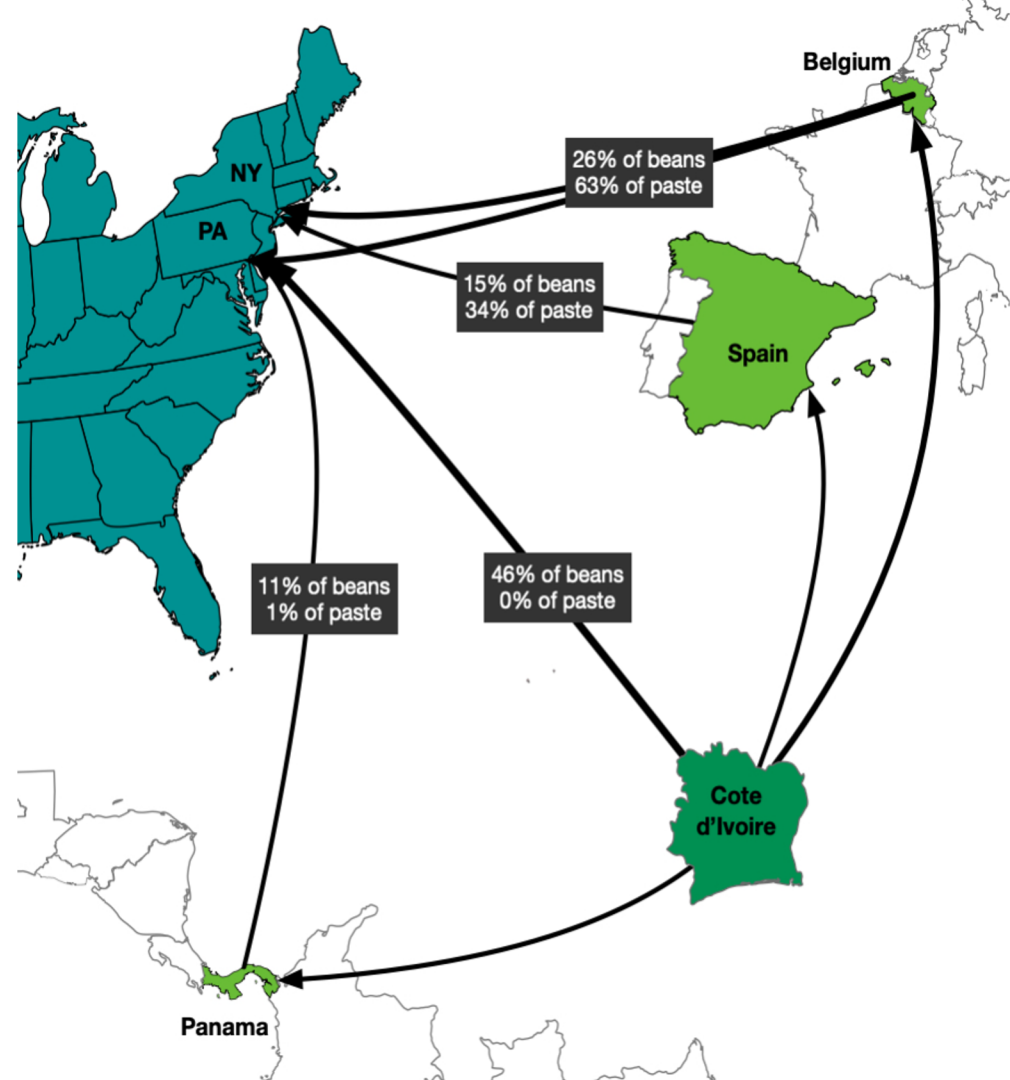 Belgium
26% of beans
63% of paste
NY
PA
15% of beans
34% of paste
Spain
11% of beans
1% of paste
46% of beans
0% of paste
Cote
d’Ivoire
Panama